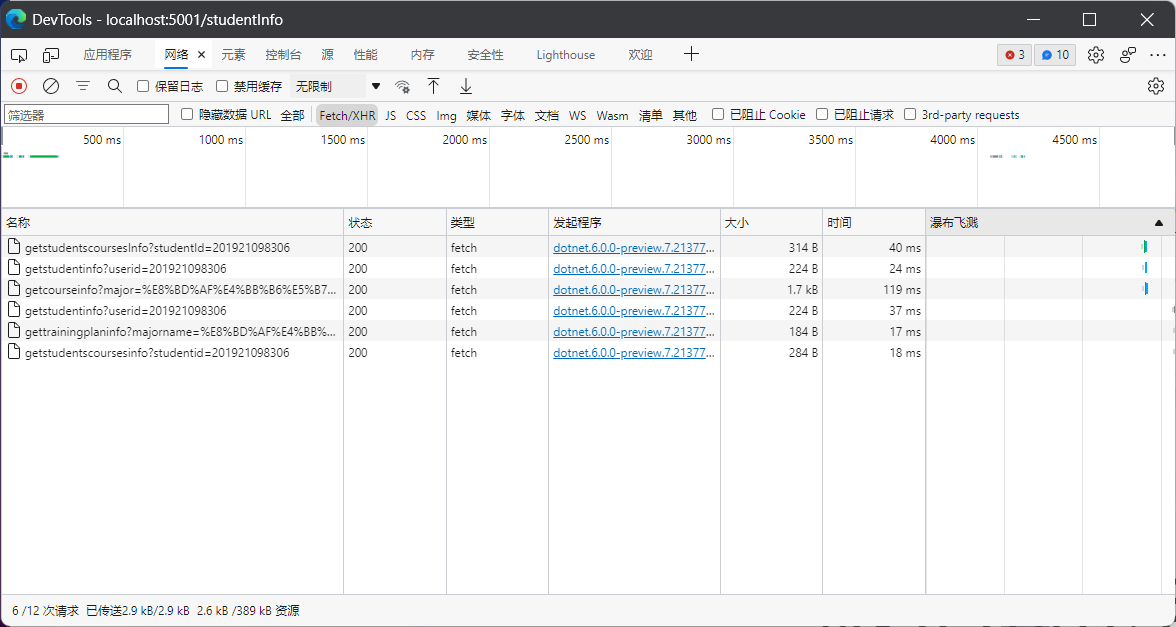 DevTools - localhost:5001/studentInfo
应用程序 网络 × 元素 控制台 源 性能 内存 安全性 Lighthouse 欢迎 3 10
保留日志 禁用缓存 无限制
筛选器 隐藏数据 URL 全部 Fetch/XHR JS CSS Img 媒体 字体 文档 WS Wasm 清单 其他 已阻止 Cookie 已阻止请求 3rd-party requests
500 ms 1000 ms 1500 ms 2000 ms 2500 ms 3000 ms 3500 ms 4000 ms 4500 ms
名称 状态 类型 发起程序 大小 时间 瀑布飞溅
getstudentscoursesInfo?studentId=201921098306 200 fetch dotnet.6.0.0-preview.7.21377... 314 B 40 ms
getstudentinfo?userid=201921098306 200 fetch dotnet.6.0.0-preview.7.21377... 224 B 24 ms
getcourseinfo?major=%E8%BD%AF%E4%BB%B6%E5%B7... 200 fetch dotnet.6.0.0-preview.7.21377... 1.7 kB 119 ms
getstudentinfo?userid=201921098306 200 fetch dotnet.6.0.0-preview.7.21377... 224 B 37 ms
gettrainingplaninfo?majorname=%E8%BD%AF%E4%BB%... 200 fetch dotnet.6.0.0-preview.7.21377... 184 B 17 ms
getstudentscoursesinfo?studentid=201921098306 200 fetch dotnet.6.0.0-preview.7.21377... 284 B 18 ms
6 /12 次请求 已传送2.9 kB/2.9 kB 2.6 kB /389 kB 资源